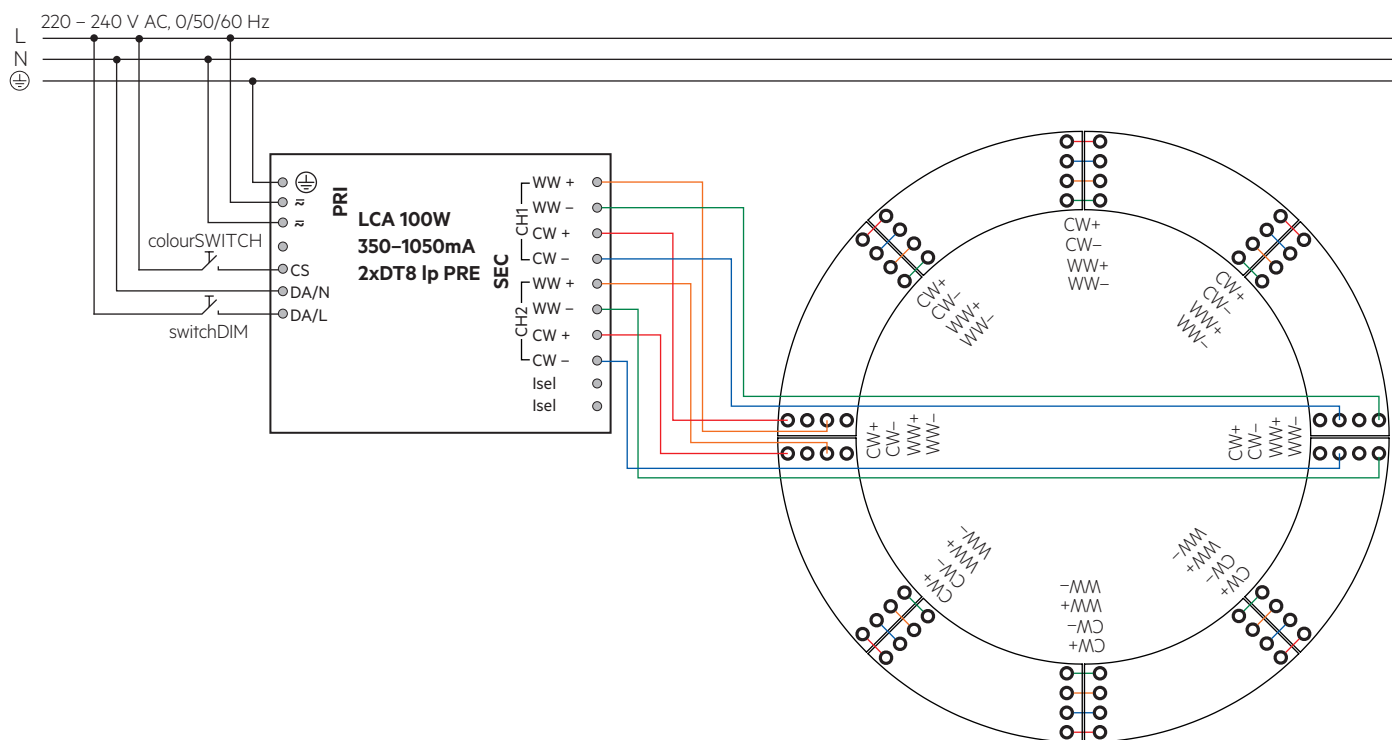 220 – 240 V AC, 0/50/60 Hz
L
N
PRI
LCA 100W
350–1050mA
2xDT8 lp PRE
SEC
≂
≂
colourSWITCH
CS
DA/N
DA/L
switchDIM
CH1
WW +
WW –
CW +
CW –
CH2
WW +
WW –
CW +
CW –
Isel
Isel
CW+
CW–
WW+
WW–
CW+
CW–
WW+
WW–
CW+
CW–
WW+
WW–
CW+
CW–
WW+
WW–
CW+
CW–
WW+
WW–
WW–
WW+
CW–
CW+
WW–
WW+
CW–
CW+
WW–
WW+
CW–
CW+